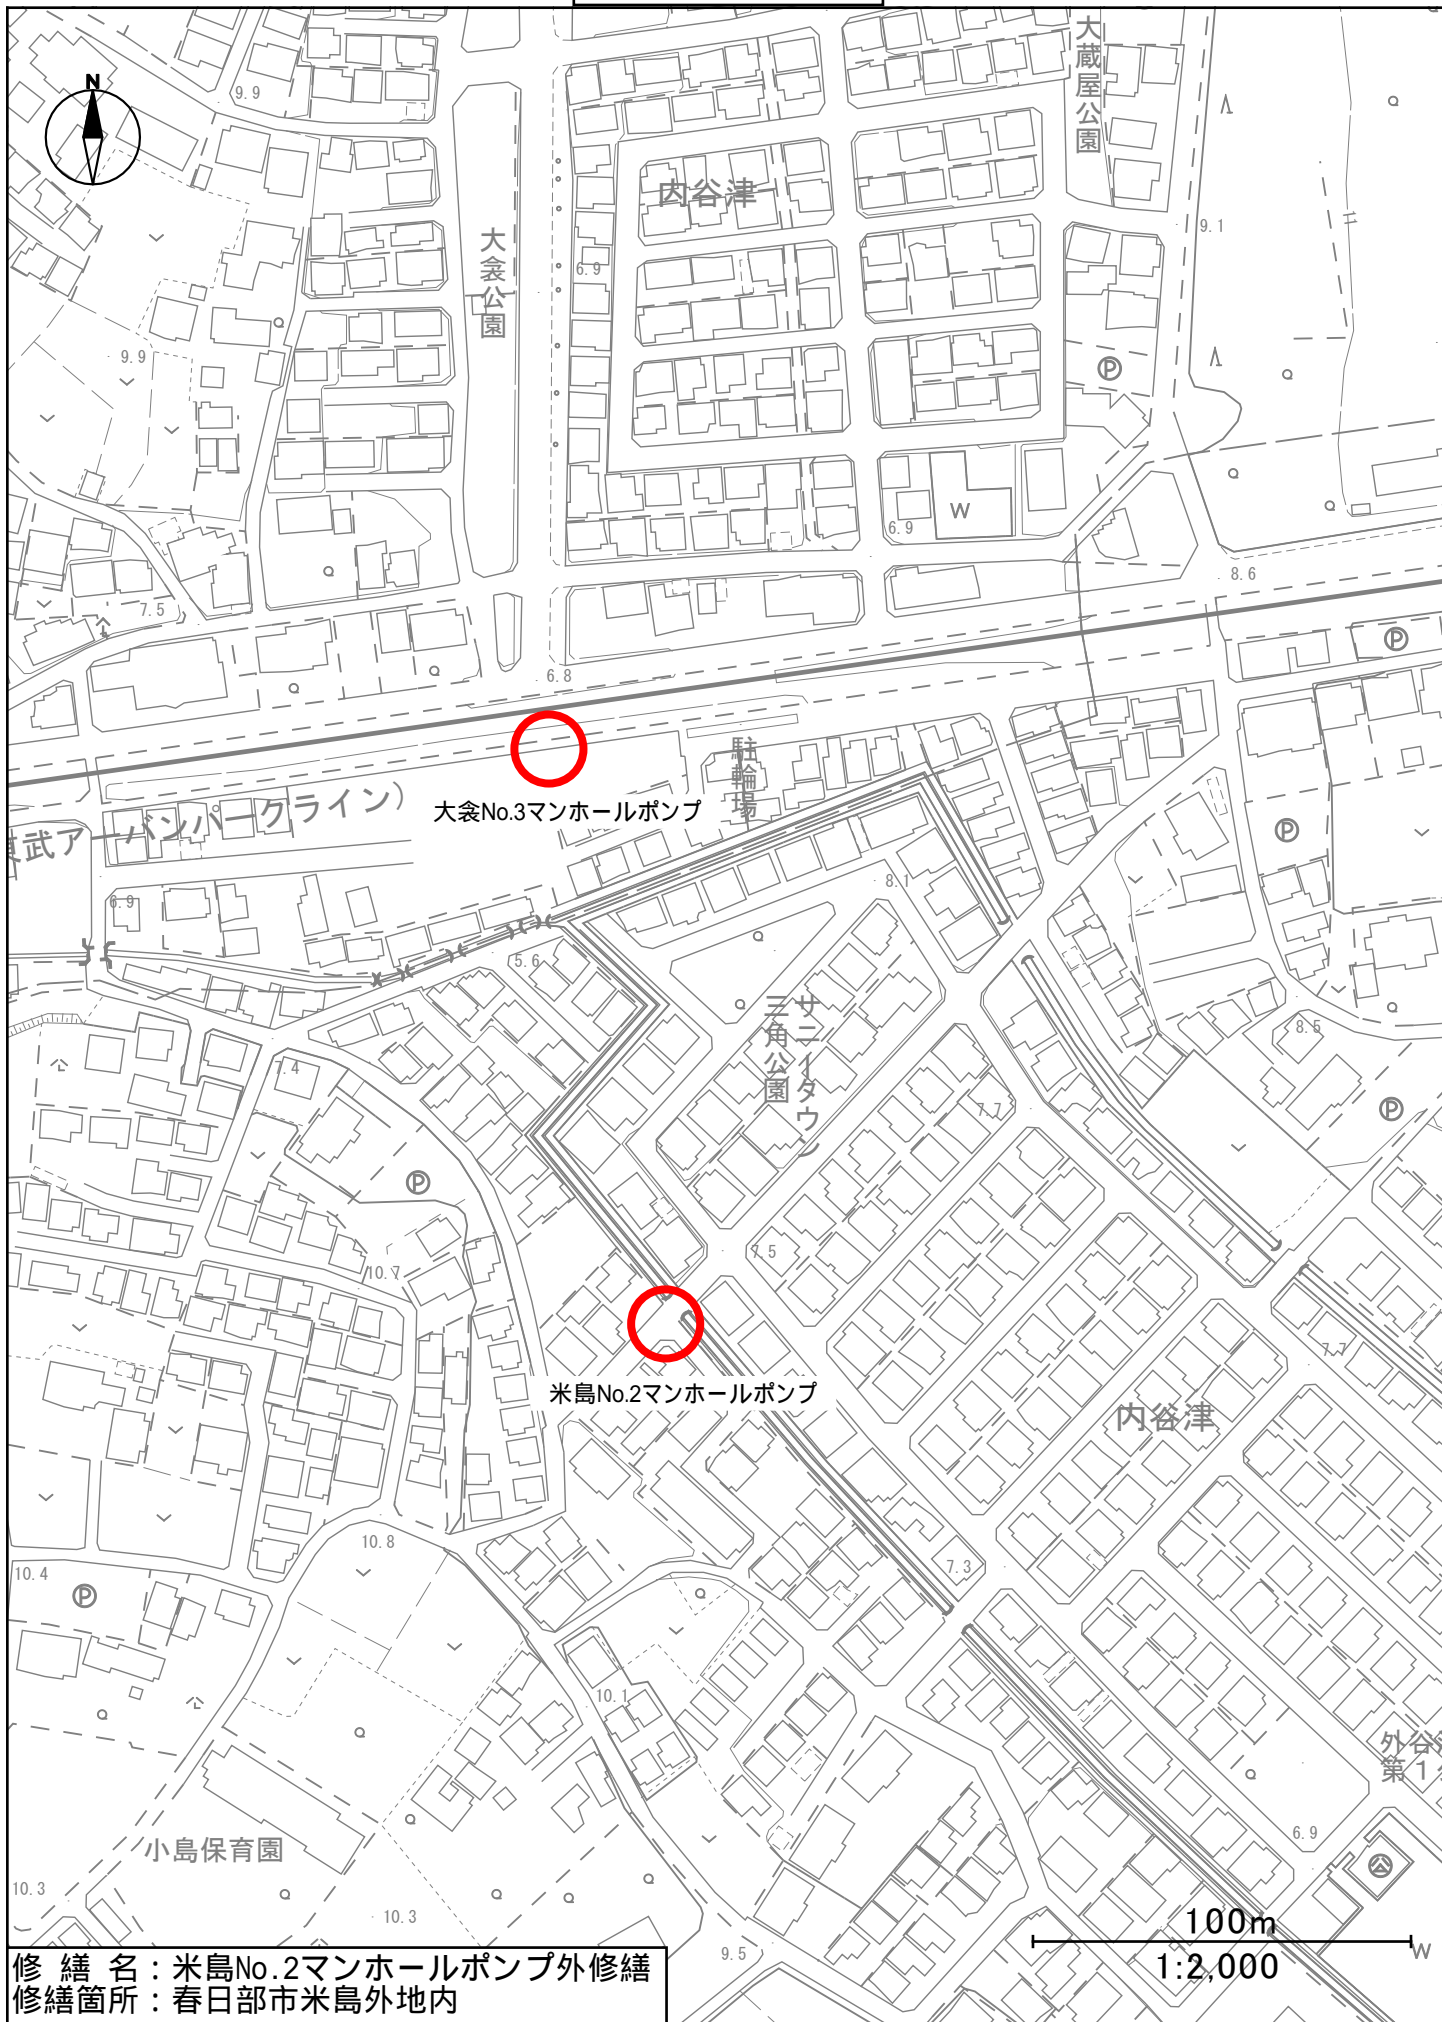 N
9.9
大蔵屋公園
内谷津
大衾公園
6.9
9.1
9.9
P
W
6.9
8.6
7.5
6.8
P
駐輪場
大衾No.3マンホールポンプ
武アーバンパークライン)
P
8.1
6.9
5.6
サニータウン
三角公園
8.5
7.4
7.7
P
P
7.5
10.7
7.7
米島No.2マンホールポンプ
内谷津
10.8
7.3
10.4
P
10.1
外谷
第1
6.9
小島保育園
10.3
10.3
9.5
100m
1:2,000
W
修繕名：米島No.2マンホールポンプ外修繕
修繕箇所：春日部市米島外地内